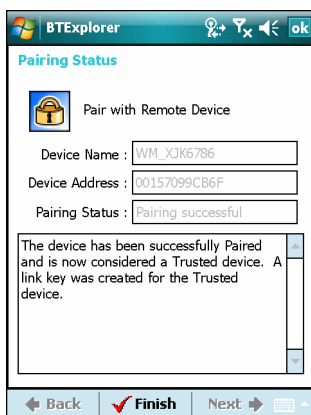 BTExplorer ok
Pairing Status
Pair with Remote Device
Device Name : WM_XJK6786
Device Address : 00157099CB6F
Pairing Status : Pairing successful
The device has been successfully Paired
and is now considered a Trusted device. A
link key was created for the Trusted
device.
Back Finish Next